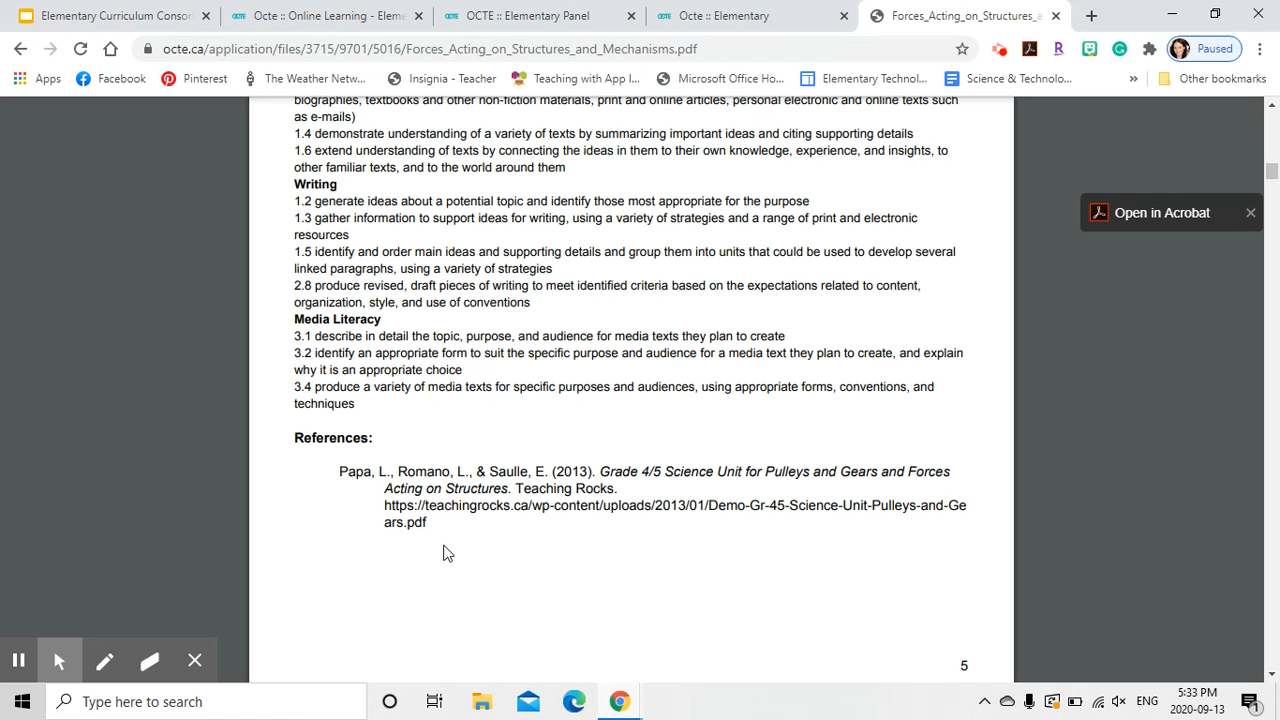 Elementary Curriculum Consor
Octe :: Online Learning - Eleme
OCTE :: Elementary Panel
Octe :: Elementary
Forces_Acting_on_Structures_a
octe.ca/application/files/3715/9701/5016/Forces_Acting_on_Structures_and_Mechanisms.pdf
Paused
Apps
Facebook
Pinterest
The Weather Netw...
Insignia - Teacher
Teaching with App I...
Microsoft Office Ho...
Elementary Technol...
Science & Technolo...
»
Other Bookmarks
biographies, textbooks and other non-fiction materials, print and online articles, personal electronic and online texts such
as e-mails)
1.4 demonstrate understanding of a variety of texts by summarizing important ideas and citing supporting details
1.6 extend understanding of texts by connecting the ideas in them to their own knowledge, experience, and insights, to
other familiar texts, and to the world around them
Writing
1.2 generate ideas about a potential topic and identify those most appropriate for the purpose
1.3 gather information to support ideas for writing, using a variety of strategies and a range of print and electronic
resources
1.5 identify and order main ideas and supporting details and group them into units that could be used to develop several
linked paragraphs, using a variety of strategies
2.8 produce revised, draft pieces of writing to meet identified criteria based on the expectations related to content,
organization, style, and use of conventions
Media Literacy
3.1 describe in detail the topic, purpose, and audience for media texts they plan to create
3.2 identify an appropriate form to suit the specific purpose and audience for a media text they plan to create, and explain
why it is an appropriate choice
3.4 produce a variety of media texts for specific purposes and audiences, using appropriate forms, conventions, and
techniques
References:
Papa, L., Romano, L., & Saulle, E. (2013). Grade 4/5 Science Unit for Pulleys and Gears and Forces
Acting on Structures. Teaching Rocks.
https://teachingrocks.ca/wp-content/uploads/2013/01/Demo-Gr-45-Science-Unit-Pulleys-and-Ge
ars.pdf
5
Open in Acrobat
Type here to search
ENG
5:33 PM
2020-09-13